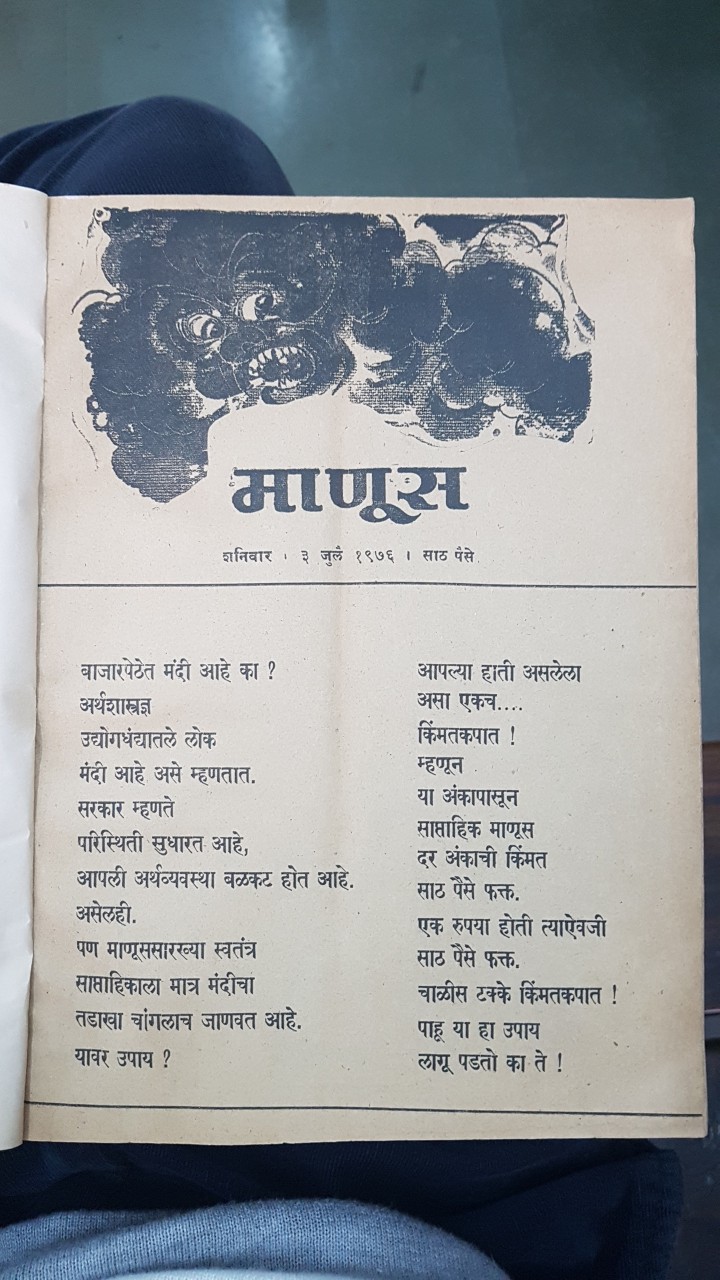 माणूस
शनिवार : ३ जुलै १९७६ । साठ पैसे
बाजारपेठेत मंदी आहे का ?
अर्थशास्त्रज्ञ
उद्योगधंद्यातले लोक
मंदी आहे असे म्हणतात.
सरकार म्हणते
परिस्थिती सुधारत आहे,
आपली अर्थव्यवस्था बळकट होत आहे.
असेलही.
पण माणूससारख्या स्वतंत्र
साप्ताहिकाला मात्र मंदीचा
तडाखा चांगलाच जाणवत आहे.
यावर उपाय ?
आपल्या हाती असलेला
असा एकच....
किंमतकपात !
म्हणून
या अंकापासून
साप्ताहिक माणूस
दर अंकाची किंमत
साठ पैसे फक्त.
एक रुपया होती त्याऐवजी
साठ पैसे फक्त.
चाळीस टक्के किंमतकपात !
पाहू या हा उपाय
लागू पडतो का ते !